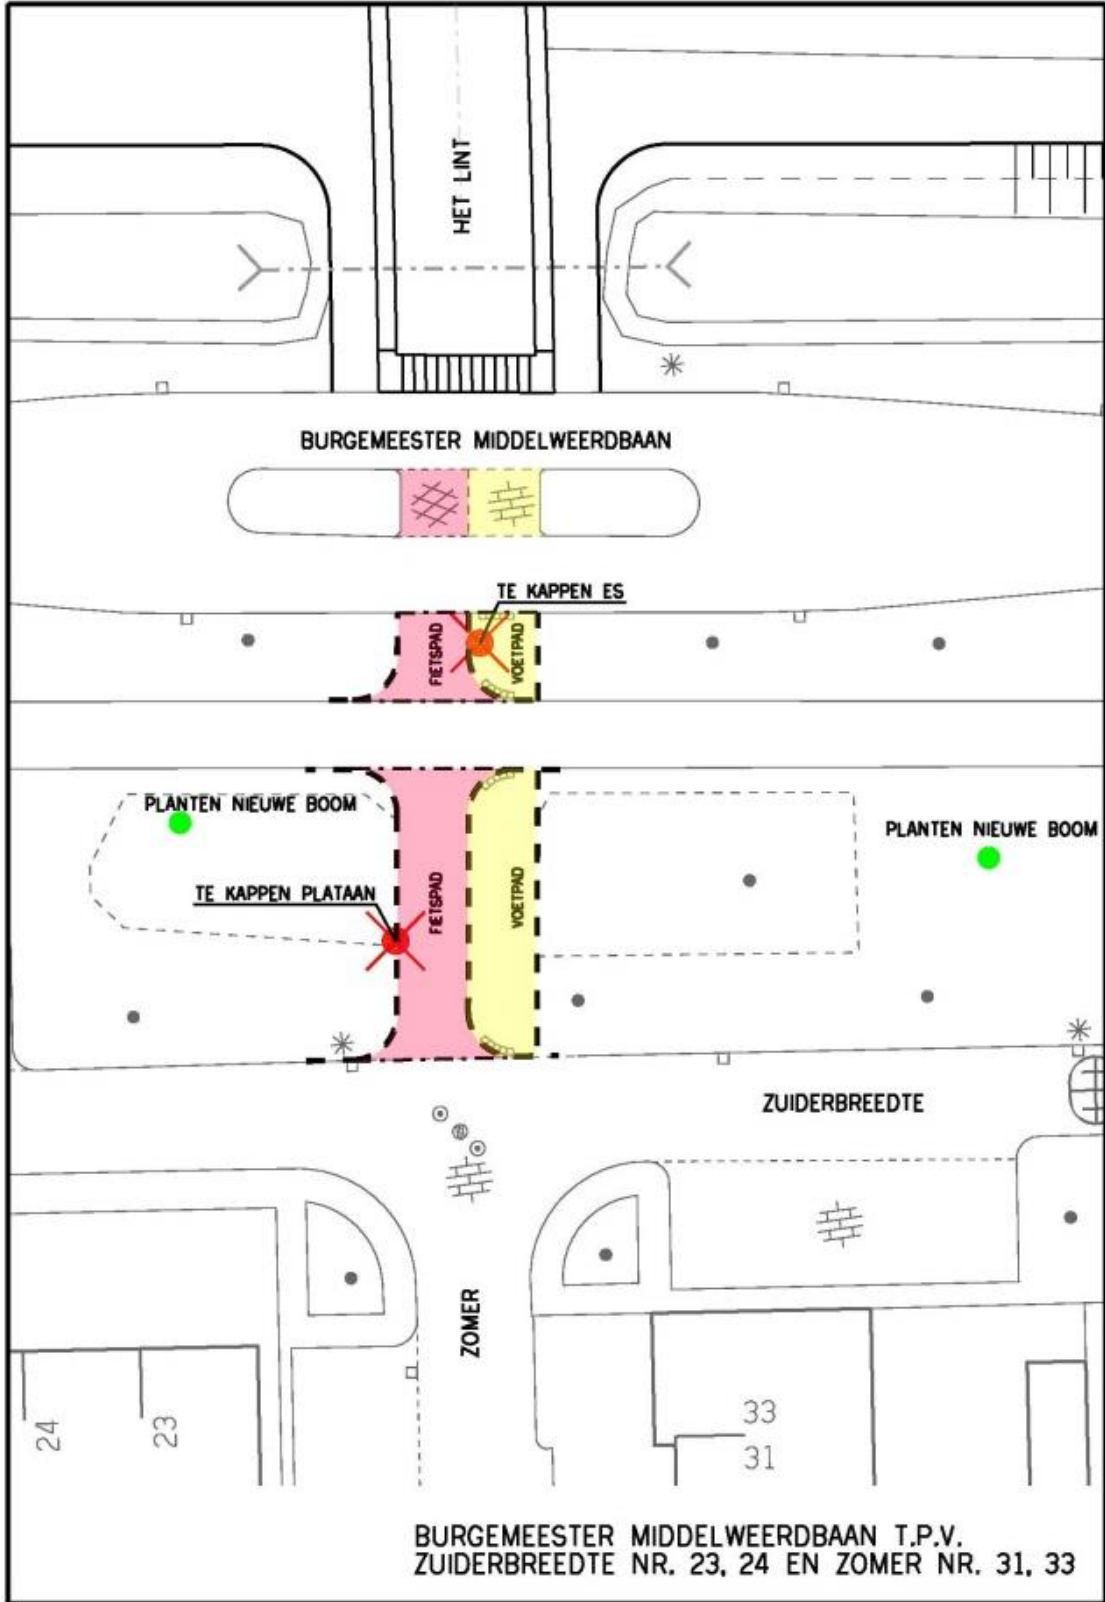 HET LINT
BURGEMEESTER MIDDELWEERDBAAN
TE KAPPEN ES
FIETSPAD
VOETPAD
PLANTEN NIEUWE BOOM
PLANTEN NIEUWE BOOM
TE KAPPEN PLATAAN
FIETSPAD
VOETPAD
ZUIDERBREEDTE
ZOMER
24
23
33
31
BURGEMEESTER MIDDELWEERDBAAN T.P.V.
ZUIDERBREEDTE NR. 23, 24 EN ZOMER NR. 31, 33